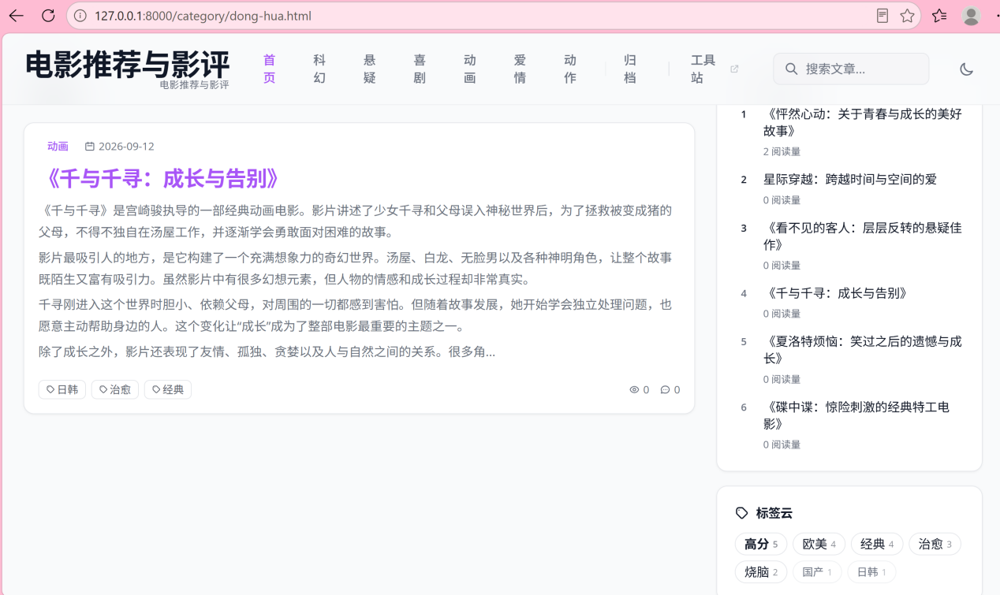 127.0.0.1:8000/category/dong-hua.html
电影推荐与影评
电影推荐与影评
首页
科幻
悬疑
喜剧
动画
爱情
动作
归档
工具站
搜索文章...
动画 2026-09-12
《千与千寻：成长与告别》
《千与千寻》是宫崎骏执导的一部经典动画电影。影片讲述了少女千寻和父母误入神秘世界后，为了拯救被变成猪的
父母，不得不独自在汤屋工作，并逐渐学会勇敢面对困难的故事。
影片最吸引人的地方，是它构建了一个充满想象力的奇幻世界。汤屋、白龙、无脸男以及各种神明角色，让整个故事
既陌生又富有吸引力。虽然影片中有很多幻想元素，但人物的情感和成长过程却非常真实。
千寻刚进入这个世界时胆小、依赖父母，对周围的一切都感到害怕。但随着故事发展，她开始学会独立处理问题，也
愿意主动帮助身边的人。这个变化让“成长”成为了整部电影最重要的主题之一。
除了成长之外，影片还表现了友情、孤独、贪婪以及人与自然之间的关系。很多角...
日韩 治愈 经典 0 0
1 《怦然心动：关于青春与成长的美好
故事》
2 阅读量
2 星际穿越：跨越时间与空间的爱
0 阅读量
3 《看不见的客人：层层反转的悬疑佳
作》
0 阅读量
4 《千与千寻：成长与告别》
0 阅读量
5 《夏洛特烦恼：笑过之后的遗憾与成
长》
0 阅读量
6 《碟中谍：惊险刺激的经典特工电
影》
0 阅读量
标签云
高分 5 欧美 4 经典 4 治愈 3
烧脑 2 国产 1 日韩 1